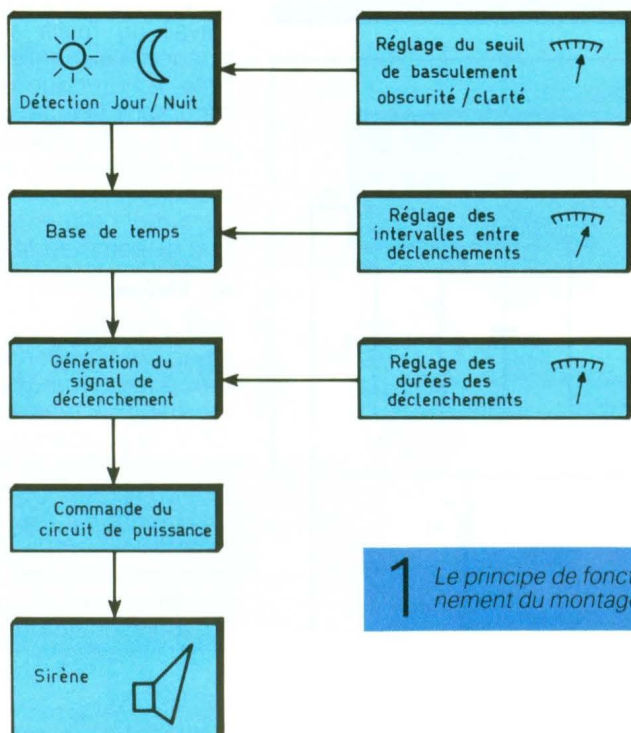 Détection Jour / Nuit
Réglage du seuil
de basculement
obscurité / clarté
Base de temps
Réglage des
intervalles entre
déclenchements
Génération du
signal de
déclenchement
Réglage des
durées des
déclenchements
Commande du
circuit de puissance
Sirène
1
Le principe de fonct
nement du montag